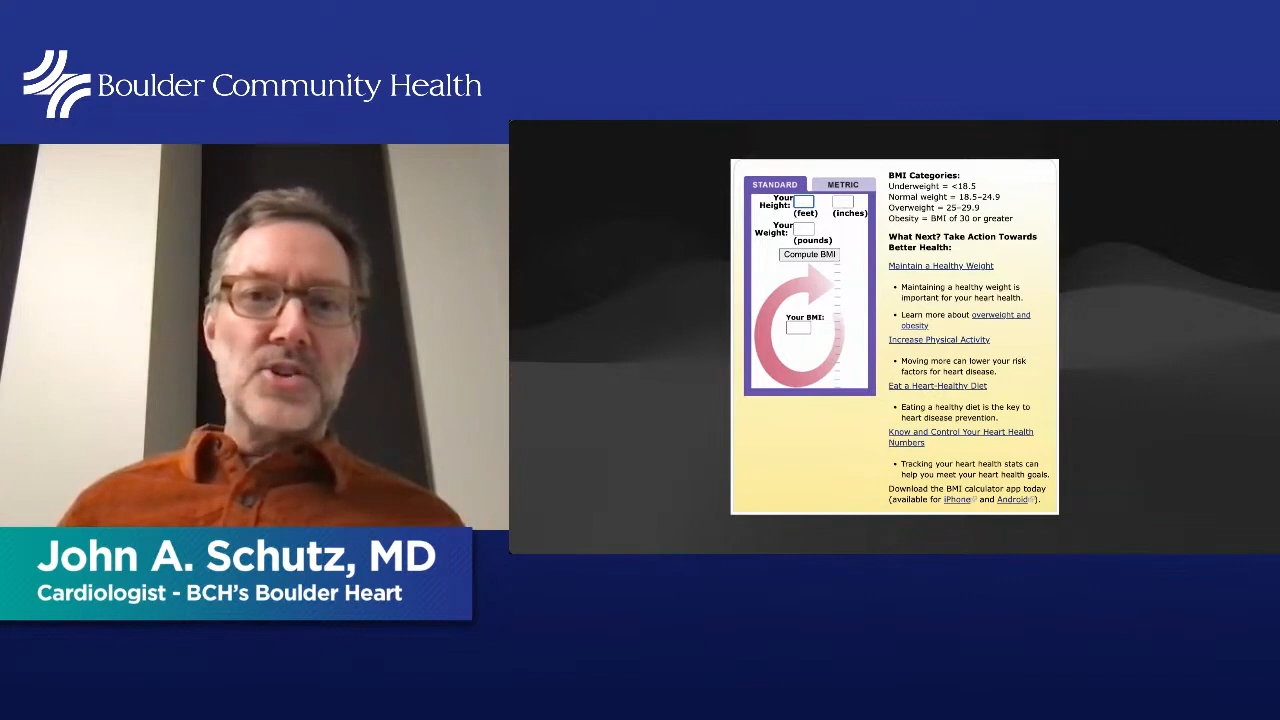 Boulder Community Health
John A. Schutz, MD
Cardiologist - BCH's Boulder Heart
STANDARD
METRIC
Your
Height:
(feet)
(inches)
Your
Weight:
(pounds)
Compute BMI
Your BMI:
BMI Categories:
Underweight = <18.5
Normal weight = 18.5–24.9
Overweight = 25–29.9
Obesity = BMI of 30 or greater
What Next? Take Action Towards
Better Health:
Maintain a Healthy Weight
• Maintaining a healthy weight is
important for your heart health.
• Learn more about overweight and
obesity
Increase Physical Activity
• Moving more can lower your risk
factors for heart disease.
Eat a Heart-Healthy Diet
• Eating a healthy diet is the key to
heart disease prevention.
Know and Control Your Heart Health
Numbers
• Tracking your heart health stats can
help you meet your heart health goals.
Download the BMI calculator app today
(available for iPhone and Android).